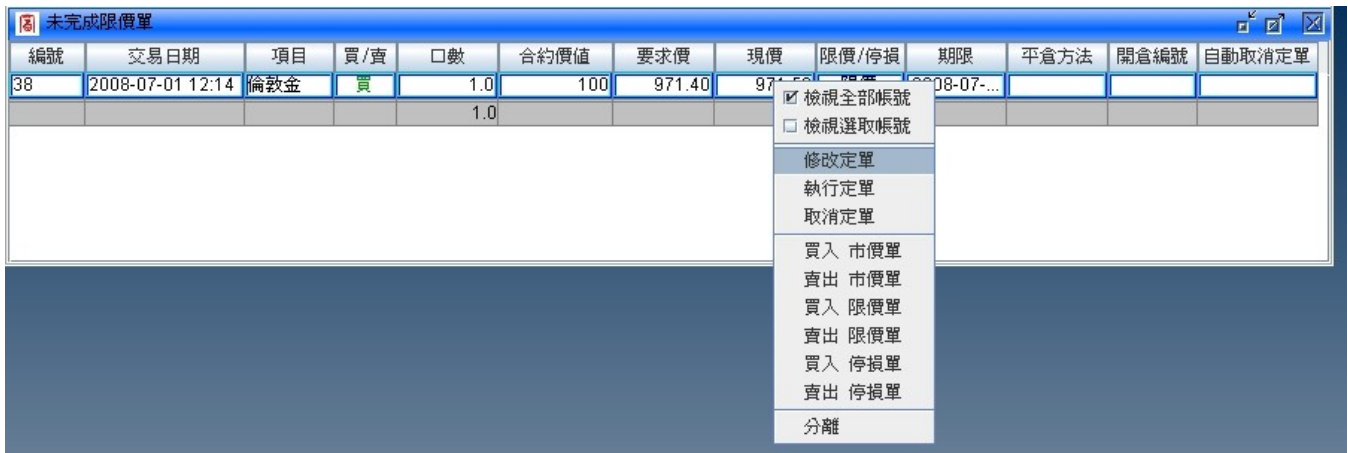 未完成限價單
編號 交易日期 項目 買/賣 口數 合約價值 要求價 現價 限價/停損 期限 平倉方法 開倉編號 自動取消定單
38 2008-07-01 12:14 倫敦金 買 1.0 100 971.40
1.0
檢視全部帳號
檢視選取帳號
修改定單
執行定單
取消定單
買入 市價單
賣出 市價單
買入 限價單
賣出 限價單
買入 停損單
賣出 停損單
分離